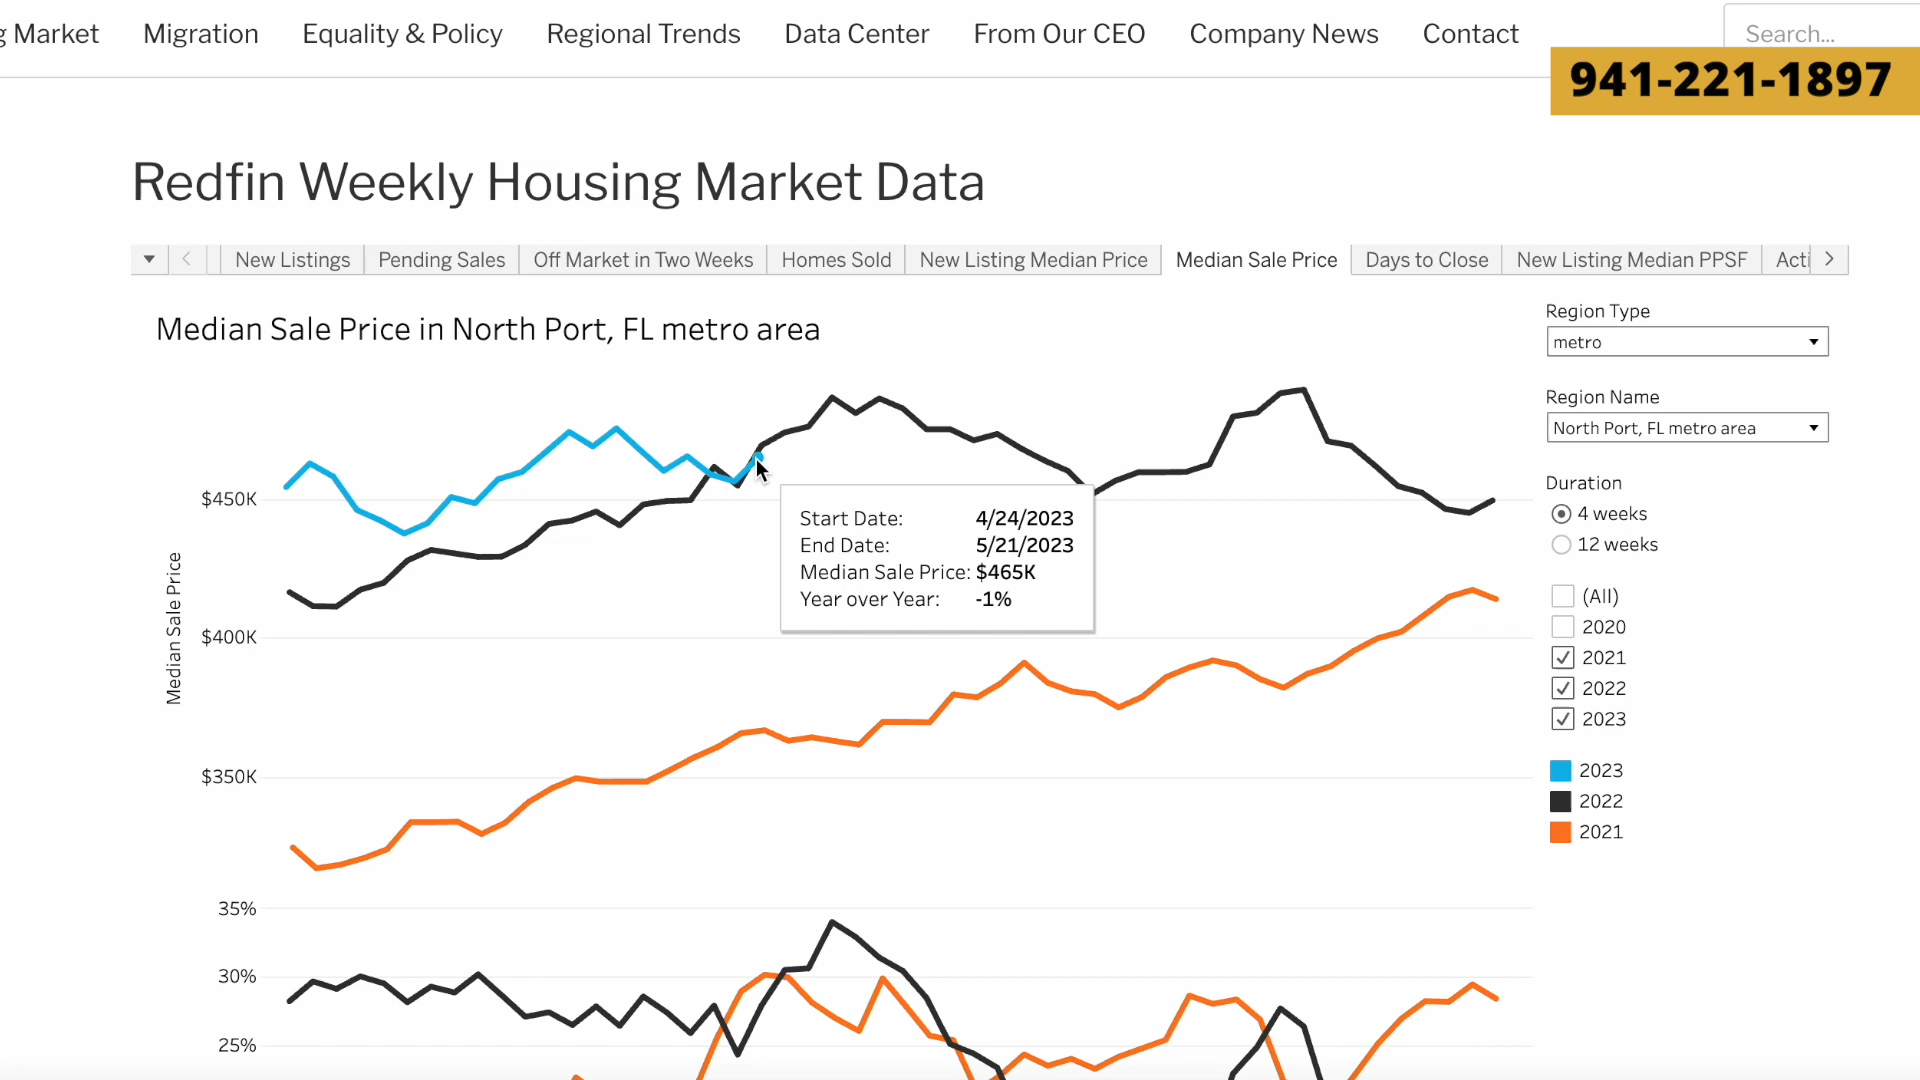 g Market Migration Equality & Policy Regional Trends Data Center From Our CEO Company News Contact Search...
941-221-1897
Redfin Weekly Housing Market Data
New Listings Pending Sales Off Market in Two Weeks Homes Sold New Listing Median Price Median Sale Price Days to Close New Listing Median PPSF Acti
Median Sale Price in North Port, FL metro area
Region Type
metro
Region Name
North Port, FL metro area
Duration
4 weeks
12 weeks
(All)
2020
2021
2022
2023
2023
2022
2021
Median Sale Price
$450K
$400K
$350K
Start Date: 4/24/2023
End Date: 5/21/2023
Median Sale Price: $465K
Year over Year: -1%
35%
30%
25%